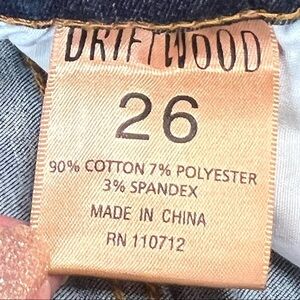 DRIFTWOOD
26
90% COTTON 7% POLYESTER
3% SPANDEX
MADE IN CHINA
RN 110712